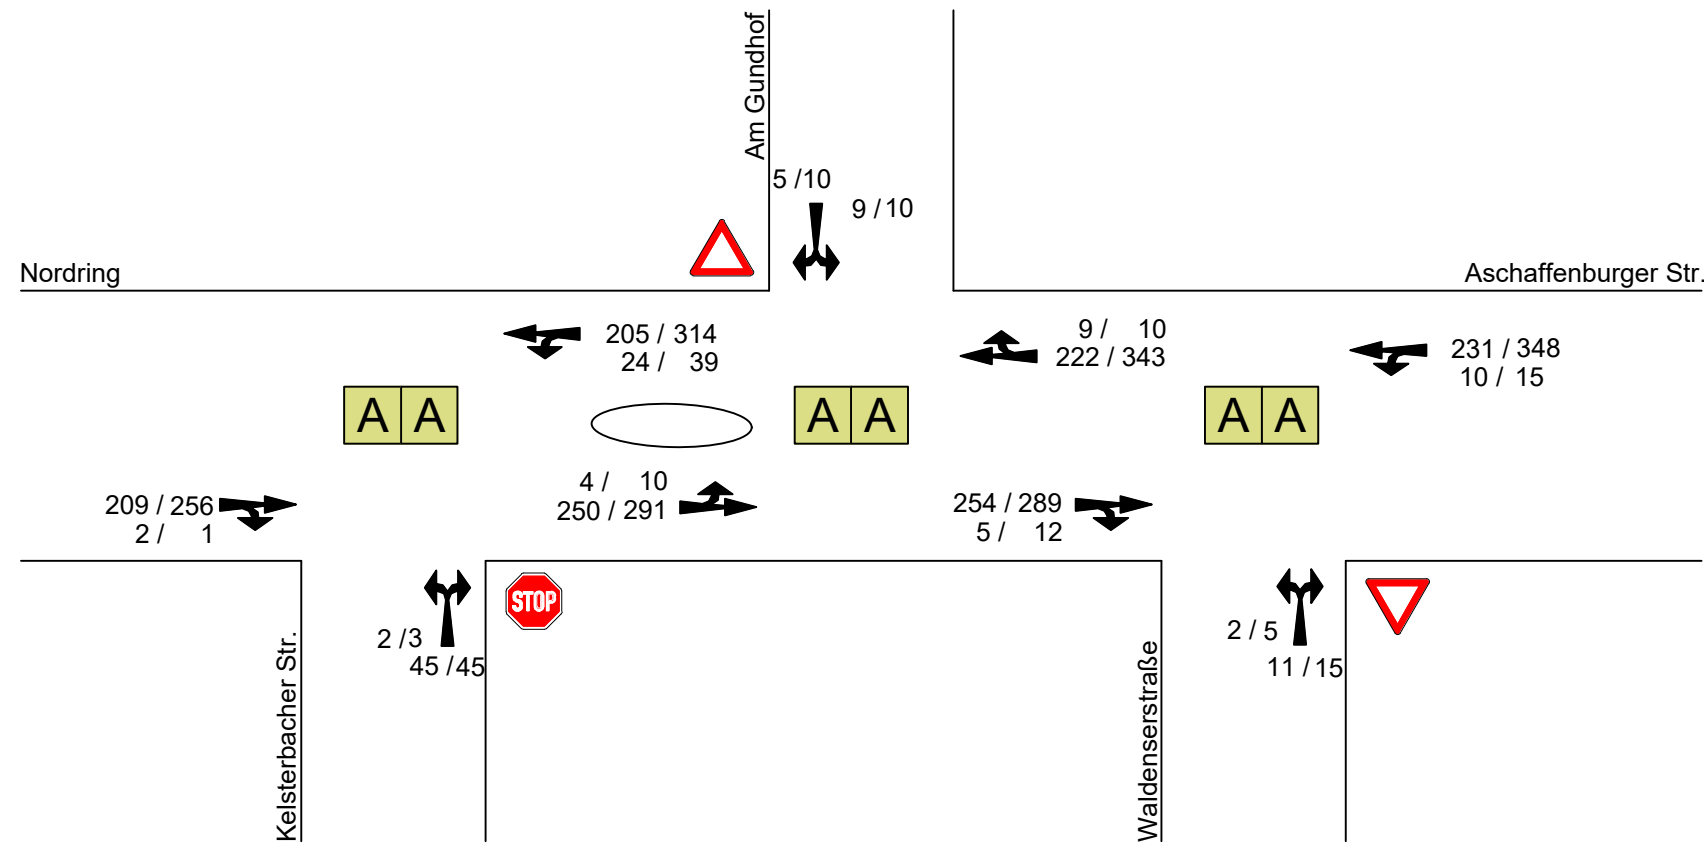 Am Gundhof
5 /10
9 / 10
Nordring
Aschaffenburger Str.
205 / 314
24 / 39
9 / 10
222 / 343
231 / 348
10 / 15
A A
A A
A A
209 / 256
2 / 1
4 / 10
250 / 291
254 / 289
5 / 12
STOP
2 /3
45 /45
2 / 5
11 / 15
Kelsterbacher Str.
Waldenserstraße